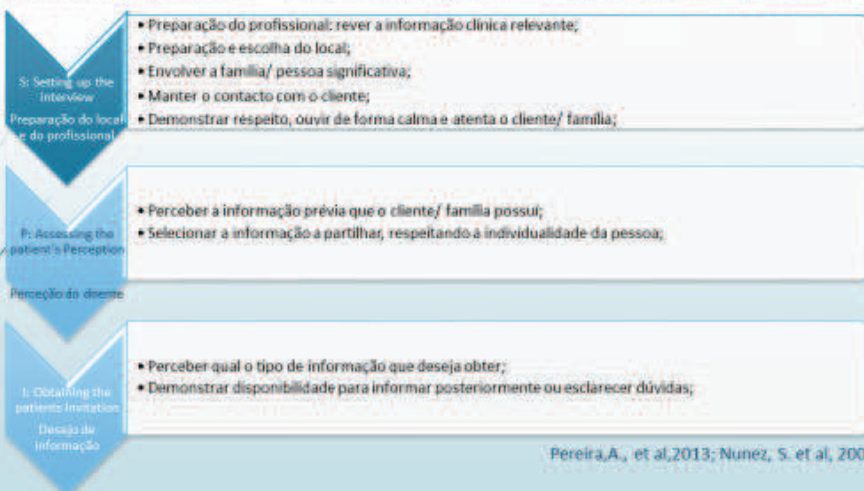 S: Setting up the
interview
Preparação do local
e do profissional
• Preparação do profissional: rever a informação clínica relevante;
• Preparação e escolha do local;
• Envolver a família/ pessoa significativa;
• Manter o contacto com o cliente;
• Demonstrar respeito, ouvir de forma calma e atenta o cliente/ família;
P: Assessing the
patient's Perception
Perceção do doente
• Perceber a informação prévia que o cliente/ família possui;
• Selecionar a informação a partilhar, respeitando a individualidade da pessoa;
I: Obtaining the
patients Invitation
Desejo de
informação
• Perceber qual o tipo de informação que deseja obter;
• Demonstrar disponibilidade para informar posteriormente ou esclarecer dúvidas;
Pereira,A., et al,2013; Nunez, S. et al, 200